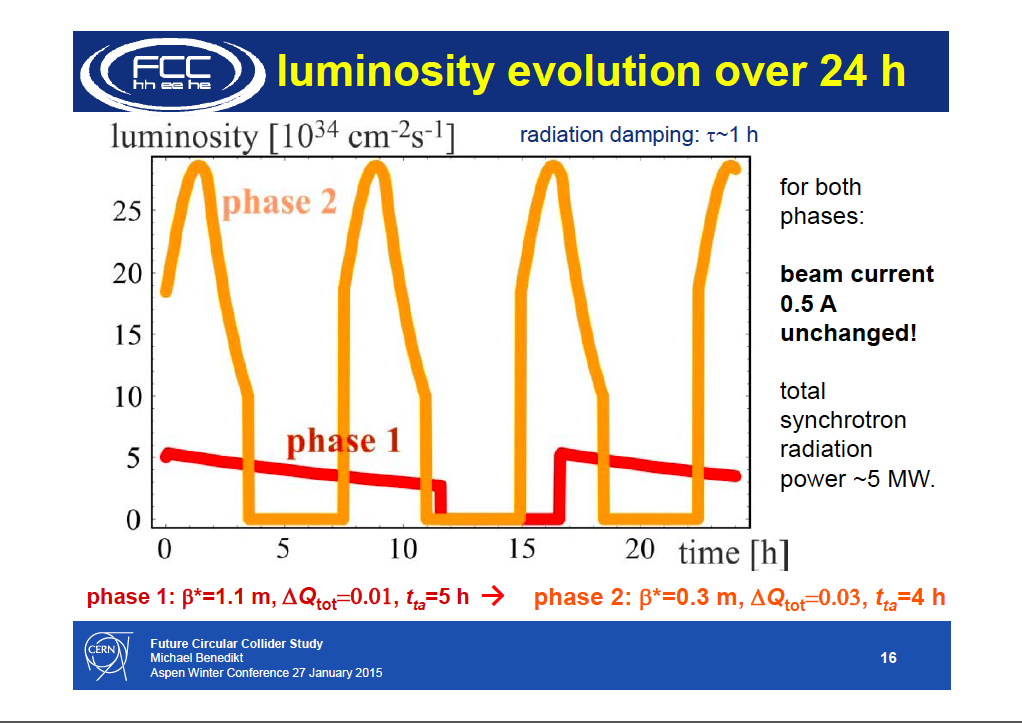 FCC
hh ee he
luminosity evolution over 24 h
luminosity [10³⁴ cm⁻²s⁻¹]
radiation damping: τ~1 h
for both
phases:
beam current
0.5 A
unchanged!
total
synchrotron
radiation
power ~5 MW.
phase 2
phase 1
25
20
15
10
5
0
0 5 10 15 20 time [h]
phase 1: β*=1.1 m, ΔQtot=0.01, tta=5 h → phase 2: β*=0.3 m, ΔQtot=0.03, tta=4 h
CERN
Future Circular Collider Study
Michael Benedikt
Aspen Winter Conference 27 January 2015
16